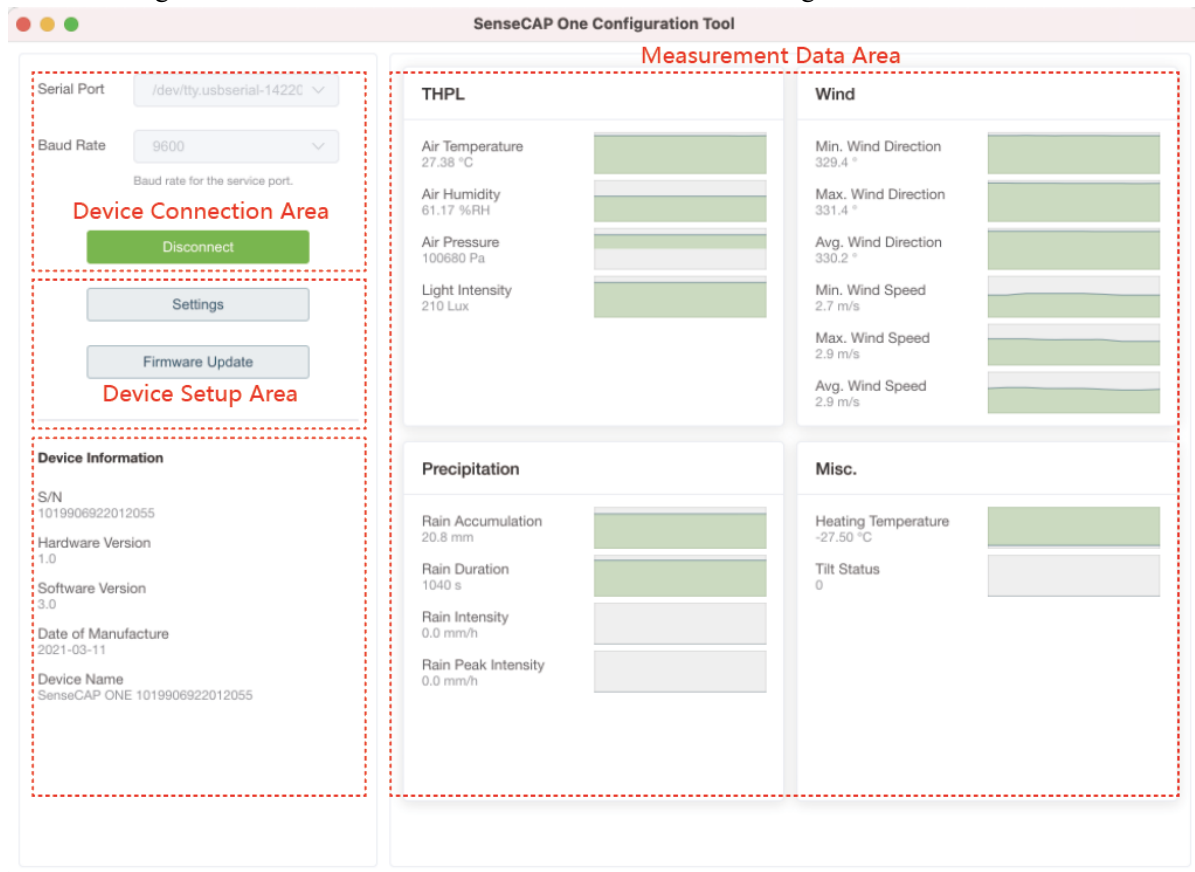 SenseCAP One Configuration Tool
Measurement Data Area
Serial Port
/dev/tty.usbserial-14220
Baud Rate
9600
Baud rate for the service port.
Device Connection Area
Disconnect
Settings
Firmware Update
Device Setup Area
Device Information
S/N
1019906922012055
Hardware Version
1.0
Software Version
3.0
Date of Manufacture
2021-03-11
Device Name
SenseCAP ONE 1019906922012055
THPL
Air Temperature
27.38 °C
Air Humidity
61.17 %RH
Air Pressure
100680 Pa
Light Intensity
210 Lux
Wind
Min. Wind Direction
329.4 °
Max. Wind Direction
331.4 °
Avg. Wind Direction
330.2 °
Min. Wind Speed
2.7 m/s
Max. Wind Speed
2.9 m/s
Avg. Wind Speed
2.9 m/s
Precipitation
Rain Accumulation
20.8 mm
Rain Duration
1040 s
Rain Intensity
0.0 mm/h
Rain Peak Intensity
0.0 mm/h
Misc.
Heating Temperature
-27.50 °C
Tilt Status
0